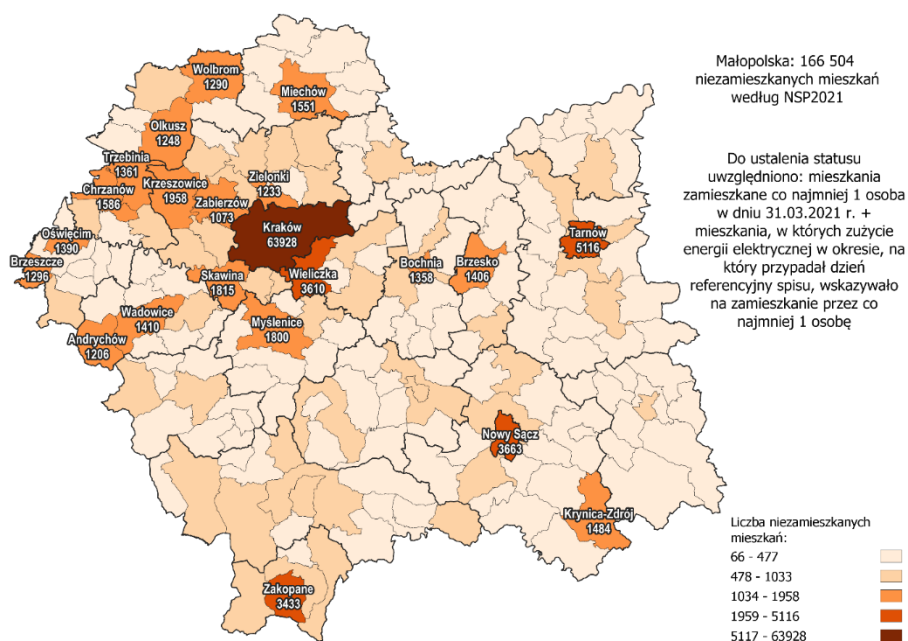 Małopolska: 166 504
niezamieszkanych mieszkań
według NSP2021
Do ustalenia statusu
uwzględniono: mieszkania
zamieszkane co najmniej 1 osoba
w dniu 31.03.2021 r. +
mieszkania, w których zużycie
energii elektrycznej w okresie, na
który przypadał dzień
referencyjny spisu, wskazywało
na zamieszkanie przez co
najmniej 1 osobę
Wolbrom
1290
Miechów
1551
Olkusz
1248
Trzebinia
1361
Chrzanów
1586
Krzeszowice
1958
Zabierzów
1073
Zielonki
1233
Kraków
63928
Oświęcim
1390
Brzeszcze
1296
Skawina
1815
Wieliczka
3610
Bochnia
1358
Brzesko
1406
Tarnów
5116
Wadowice
1410
Andrychów
1206
Myślenice
1800
Nowy Sącz
3663
Krynica-Zdrój
1484
Zakopane
3433
Liczba niezamieszkanych
mieszkań:
66 - 477
478 - 1033
1034 - 1958
1959 - 5116
5117 - 63928